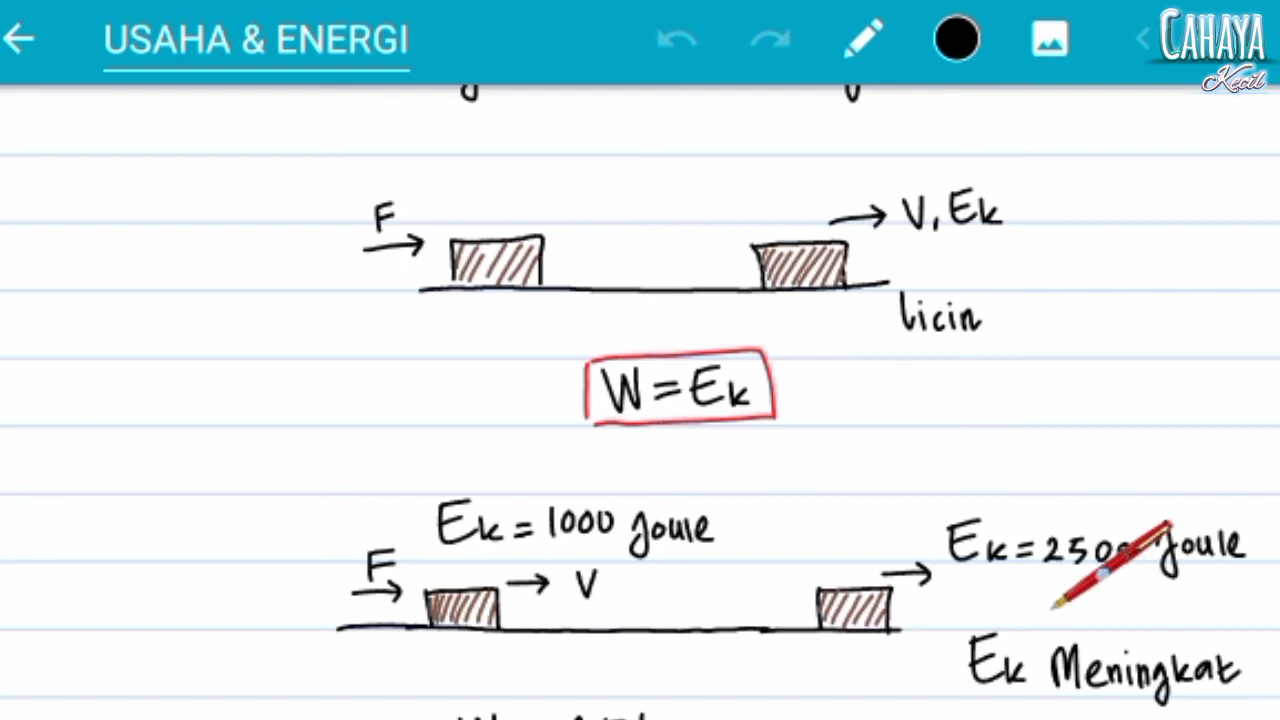 USAHA & ENERGI
CAHAYA
Kecil
F
V, Ek
licin
W = Ek
Ek = 1000 Joule
F
V
Ek = 2500 Joule
Ek Meningkat